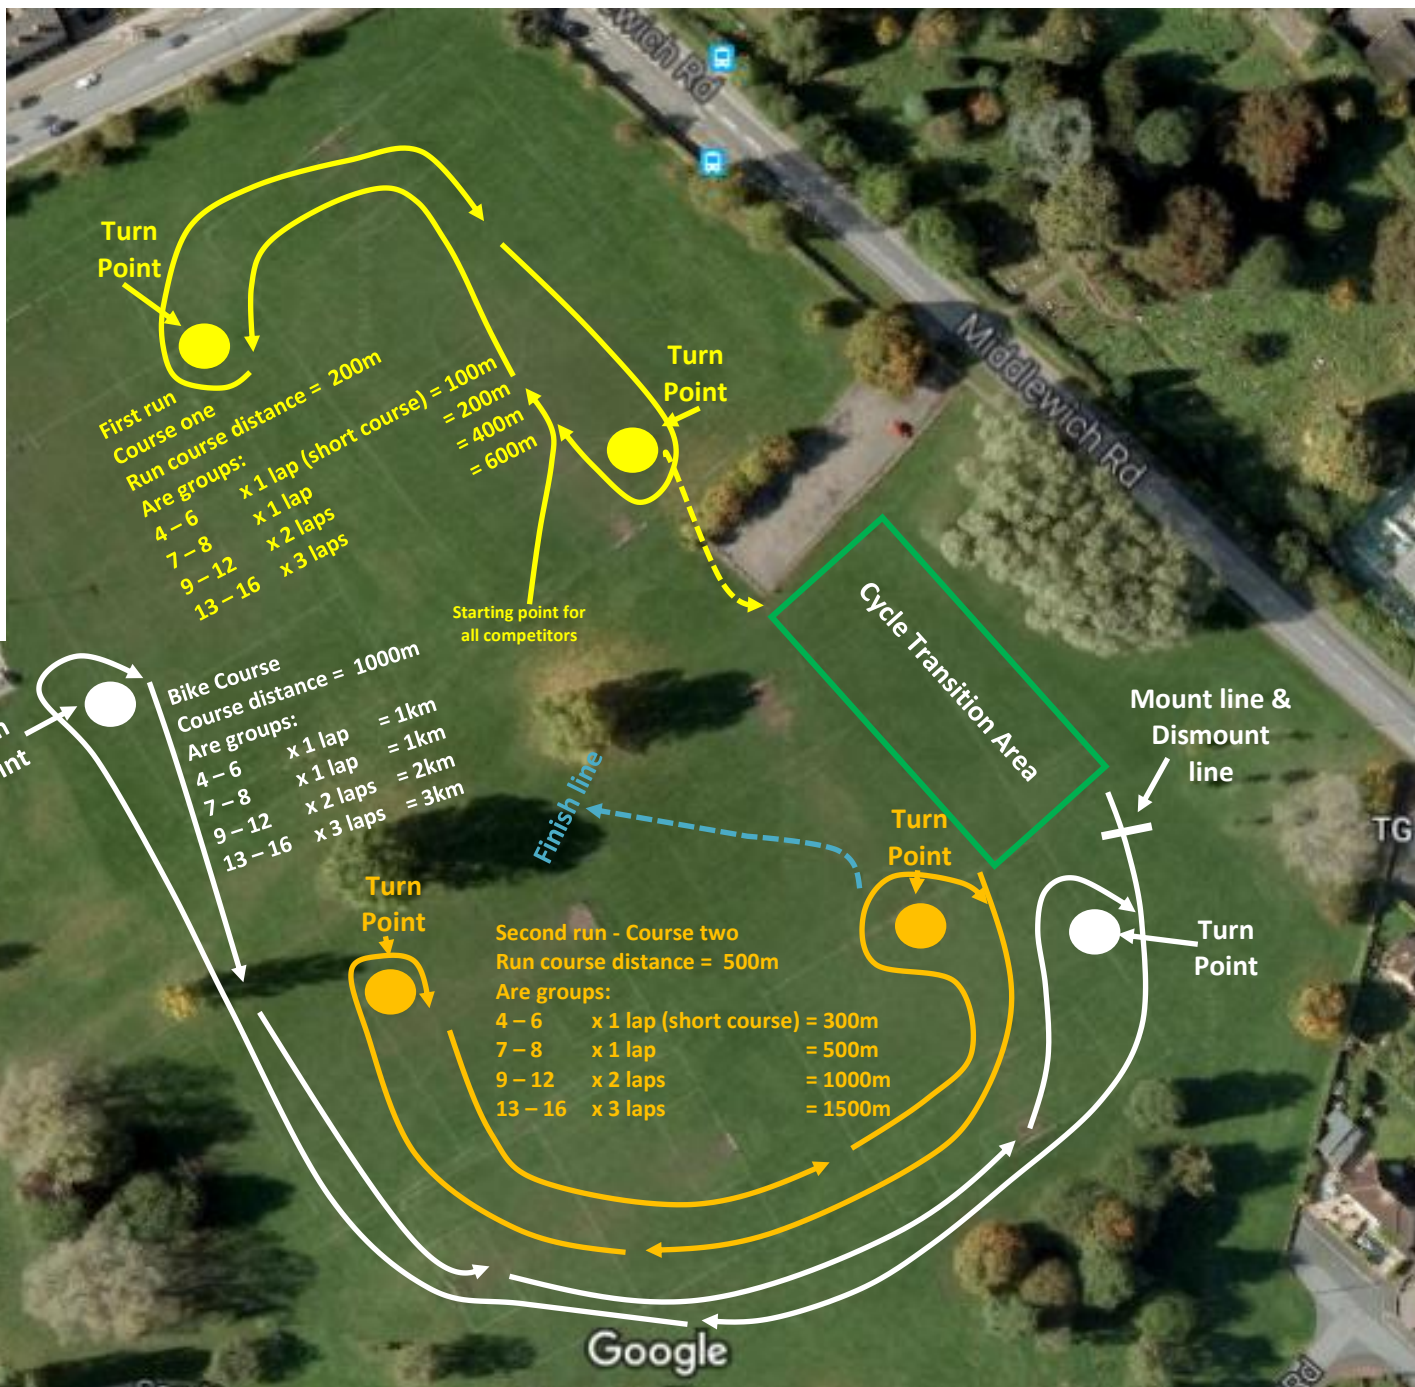 ewich Rd
Turn
Point
Turn
Point
First run
Course one
Run course distance = 200m
Are groups:
4 – 6 x 1 lap (short course) = 100m
7 – 8 x 1 lap = 200m
9 – 12 x 2 laps = 400m
13 – 16 x 3 laps = 600m
Middlewich Rd
Starting point for
all competitors
Cycle Transition Area
Bike Course
Course distance = 1000m
Are groups:
4 – 6 x 1 lap = 1km
7 – 8 x 1 lap = 1km
9 – 12 x 2 laps = 2km
13 – 16 x 3 laps = 3km
n
int
Mount line &
Dismount
line
Finish line
Turn
Point
TG
Turn
Point
Second run - Course two
Run course distance = 500m
Are groups:
4 – 6 x 1 lap (short course) = 300m
7 – 8 x 1 lap = 500m
9 – 12 x 2 laps = 1000m
13 – 16 x 3 laps = 1500m
Turn
Point
Google
Rd